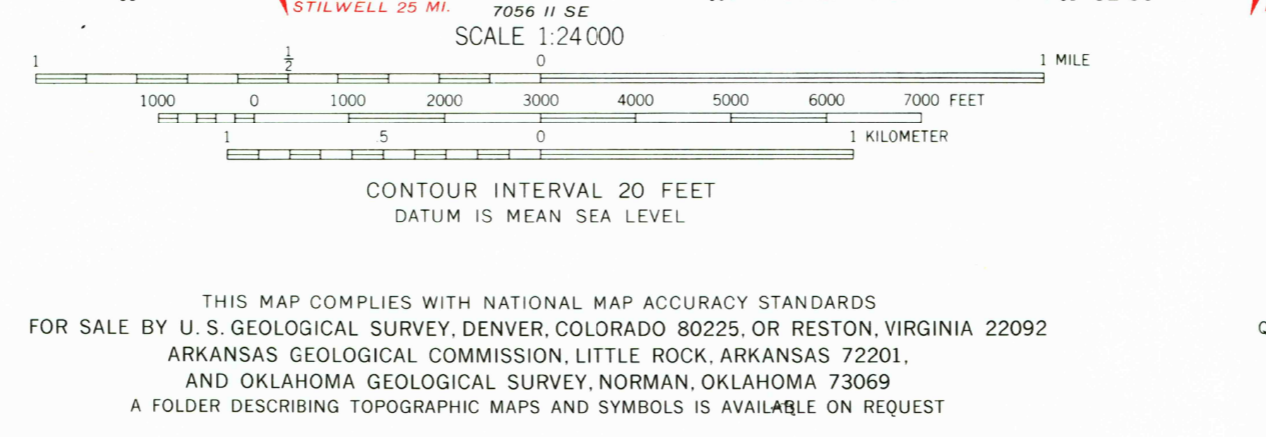 STILWELL 25 MI.
7056 II SE
SCALE 1:24 000
1 ½ 0 1 MILE
1000 0 1000 2000 3000 4000 5000 6000 7000 FEET
1 .5 0 1 KILOMETER
CONTOUR INTERVAL 20 FEET
DATUM IS MEAN SEA LEVEL
THIS MAP COMPLIES WITH NATIONAL MAP ACCURACY STANDARDS
FOR SALE BY U. S. GEOLOGICAL SURVEY, DENVER, COLORADO 80225, OR RESTON, VIRGINIA 22092
ARKANSAS GEOLOGICAL COMMISSION, LITTLE ROCK, ARKANSAS 72201,
AND OKLAHOMA GEOLOGICAL SURVEY, NORMAN, OKLAHOMA 73069
A FOLDER DESCRIBING TOPOGRAPHIC MAPS AND SYMBOLS IS AVAILABLE ON REQUEST